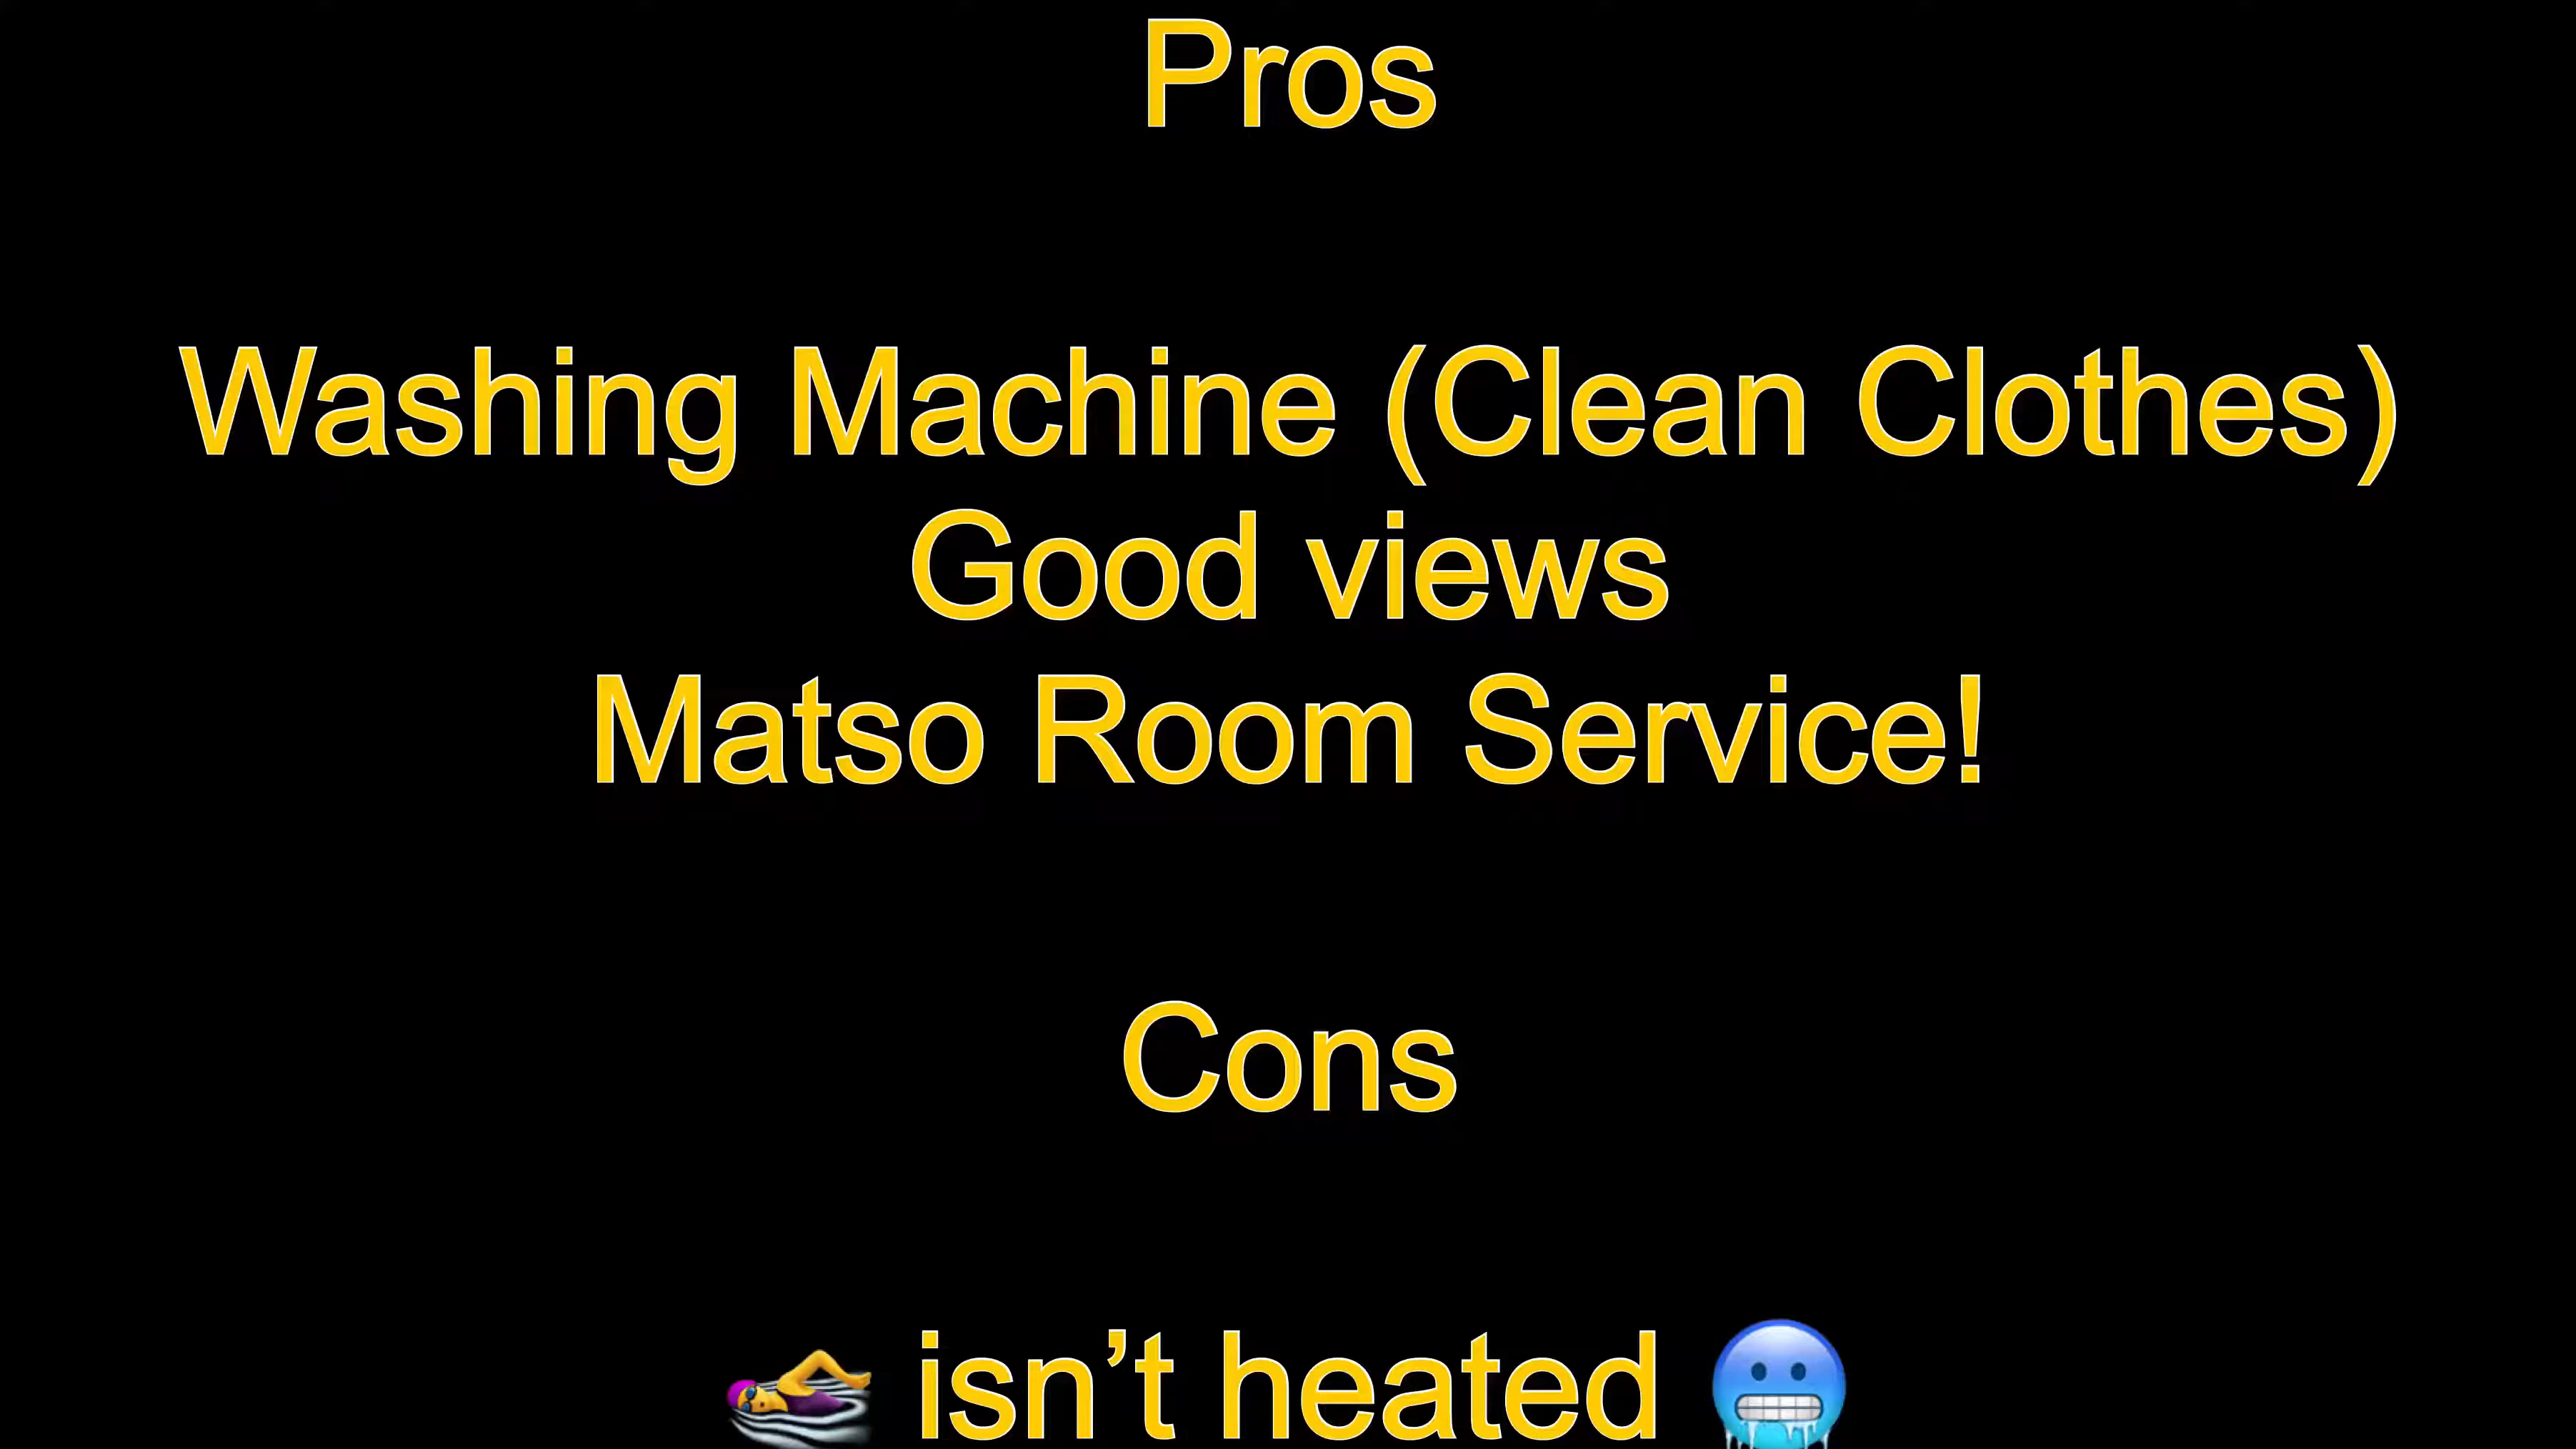 Pros
Washing Machine (Clean Clothes)
Good views
Matso Room Service!
Cons
🏊‍♀️ isn’t heated 🥶